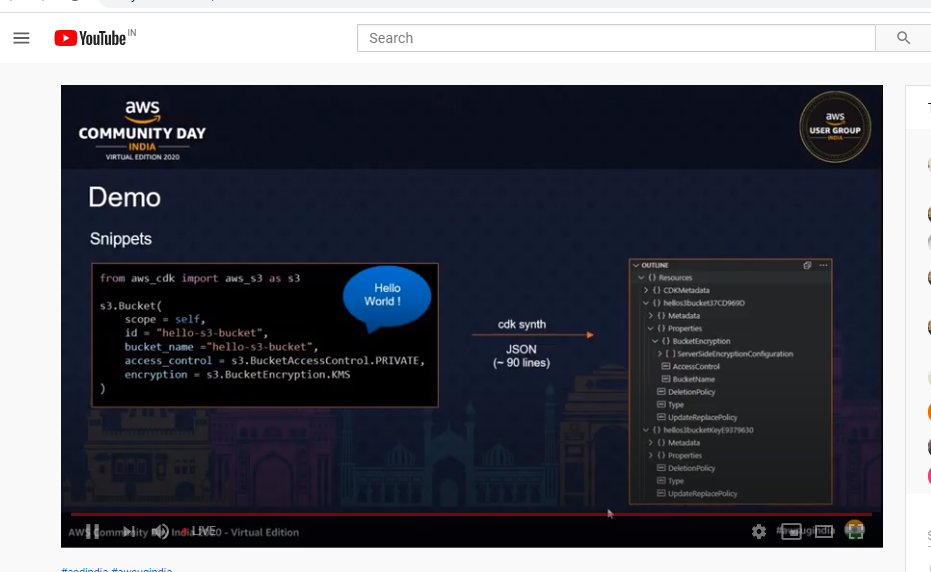 YouTube IN
Search
aws
COMMUNITY DAY
INDIA
VIRTUAL EDITION 2020
aws
USER GROUP
INDIA
Demo
Snippets
from aws_cdk import aws_s3 as s3
s3.Bucket(
scope = self,
id = "hello-s3-bucket",
bucket_name ="hello-s3-bucket",
access_control = s3.BucketAccessControl.PRIVATE,
encryption = s3.BucketEncryption.KMS
)
Hello
World !
cdk synth
JSON
(~ 90 lines)
OUTLINE
{} Resources
{} CDKMetadata
{} hellos3bucket37CD969D
{} Metadata
{} Properties
{} BucketEncryption
[ ] ServerSideEncryptionConfiguration
AccessControl
BucketName
DeletionPolicy
Type
UpdateReplacePolicy
{} hellos3bucketKeyE9379630
{} Metadata
{} Properties
DeletionPolicy
Type
UpdateReplacePolicy
AWS Community Day India 2020 - Virtual Edition
LIVE
#awsugindia
#acdindia #awsugindia